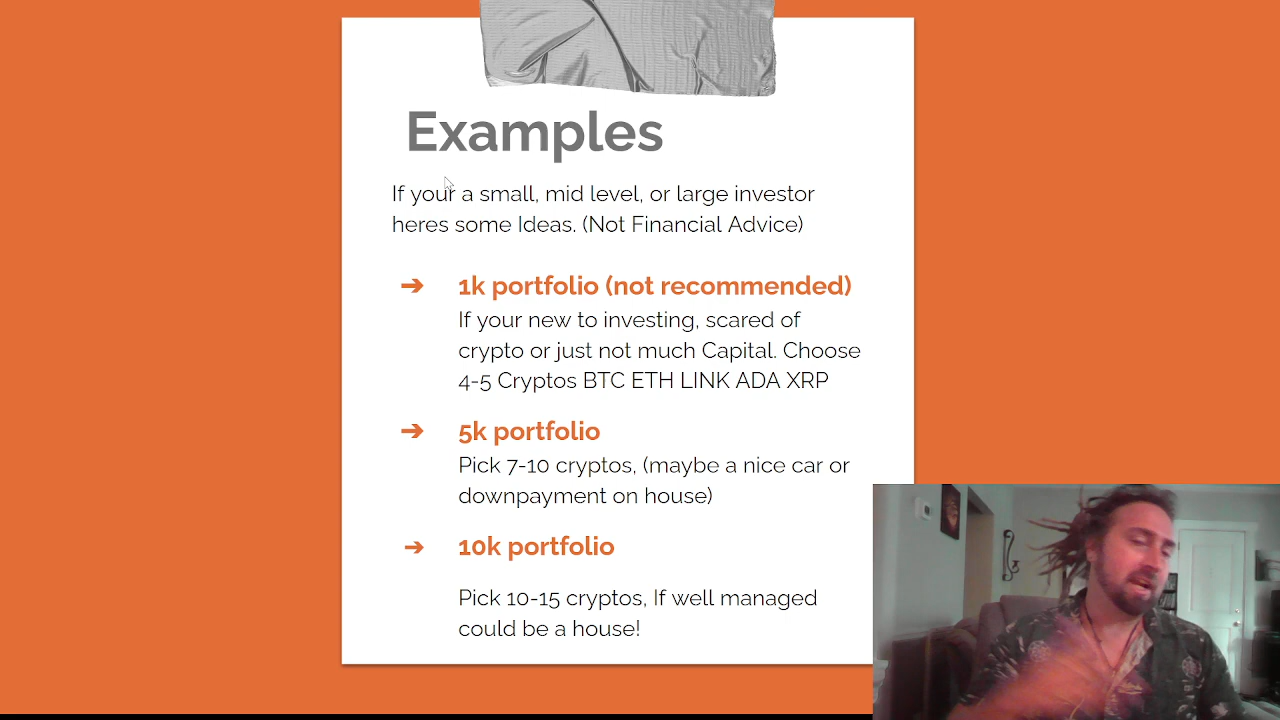 Examples
If your a small, mid level, or large investor
heres some Ideas. (Not Financial Advice)
➔ 1k portfolio (not recommended)
If your new to investing, scared of
crypto or just not much Capital. Choose
4-5 Cryptos BTC ETH LINK ADA XRP
➔ 5k portfolio
Pick 7-10 cryptos, (maybe a nice car or
downpayment on house)
➔ 10k portfolio
Pick 10-15 cryptos, If well managed
could be a house!